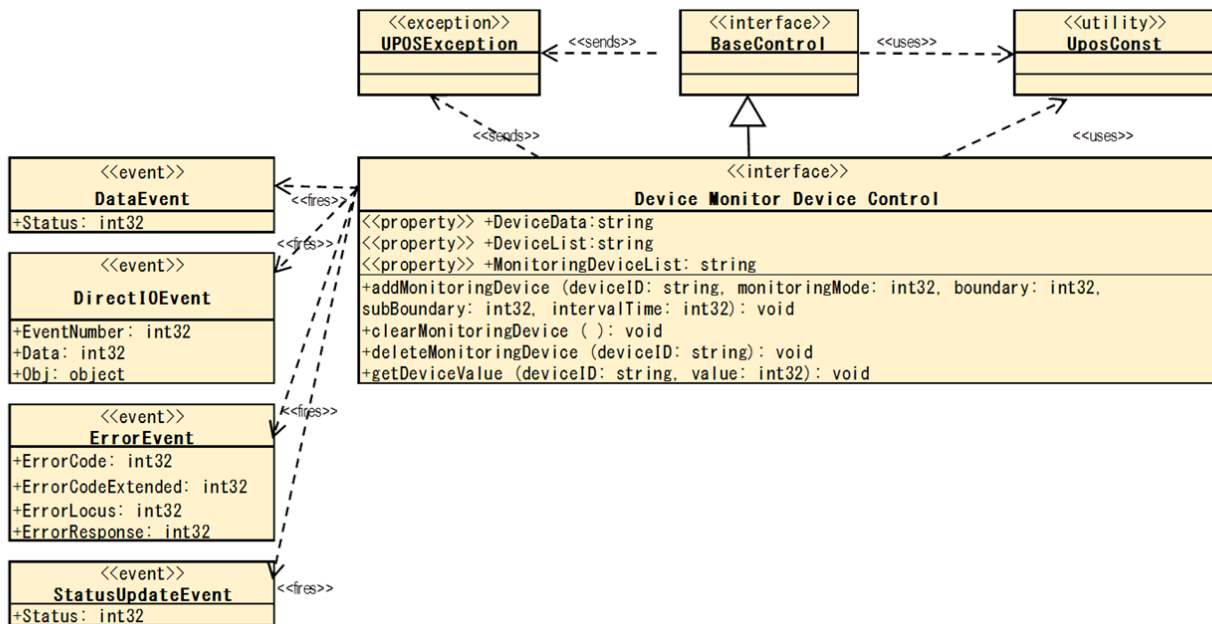 <<exception>>
UPOSException
<<sends>>
<<interface>>
BaseControl
<<uses>>
<<utility>>
UposConst
<<sends>>
<<uses>>
<<event>>
DataEvent
+Status: int32
<<fires>>
<<interface>>
Device Monitor Device Control
<<property>> +DeviceData:string
<<property>> +DeviceList:string
<<property>> +MonitoringDeviceList: string
+addMonitoringDevice (deviceID: string, monitoringMode: int32, boundary: int32,
subBoundary: int32, intervalTime: int32): void
+clearMonitoringDevice ( ): void
+deleteMonitoringDevice (deviceID: string): void
+getDeviceValue (deviceID: string, value: int32): void
<<event>>
DirectIOEvent
+EventNumber: int32
+Data: int32
+Obj: object
<<fires>>
<<event>>
ErrorEvent
+ErrorCode: int32
+ErrorCodeExtended: int32
+ErrorLocus: int32
+ErrorResponse: int32
<<fires>>
<<event>>
StatusUpdateEvent
+Status: int32
<<fires>>